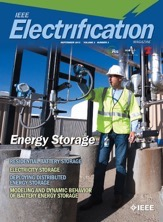 IEEE
Electrification
MAGAZINE
Energy Storage
RESIDENTIAL BATTERY STORAGE
ELECTRICITY STORAGE
DEPLOYING DISTRIBUTED
ENERGY STORAGE
MODELING AND DYNAMIC BEHAVIOR
OF BATTERY ENERGY STORAGE
IEEE